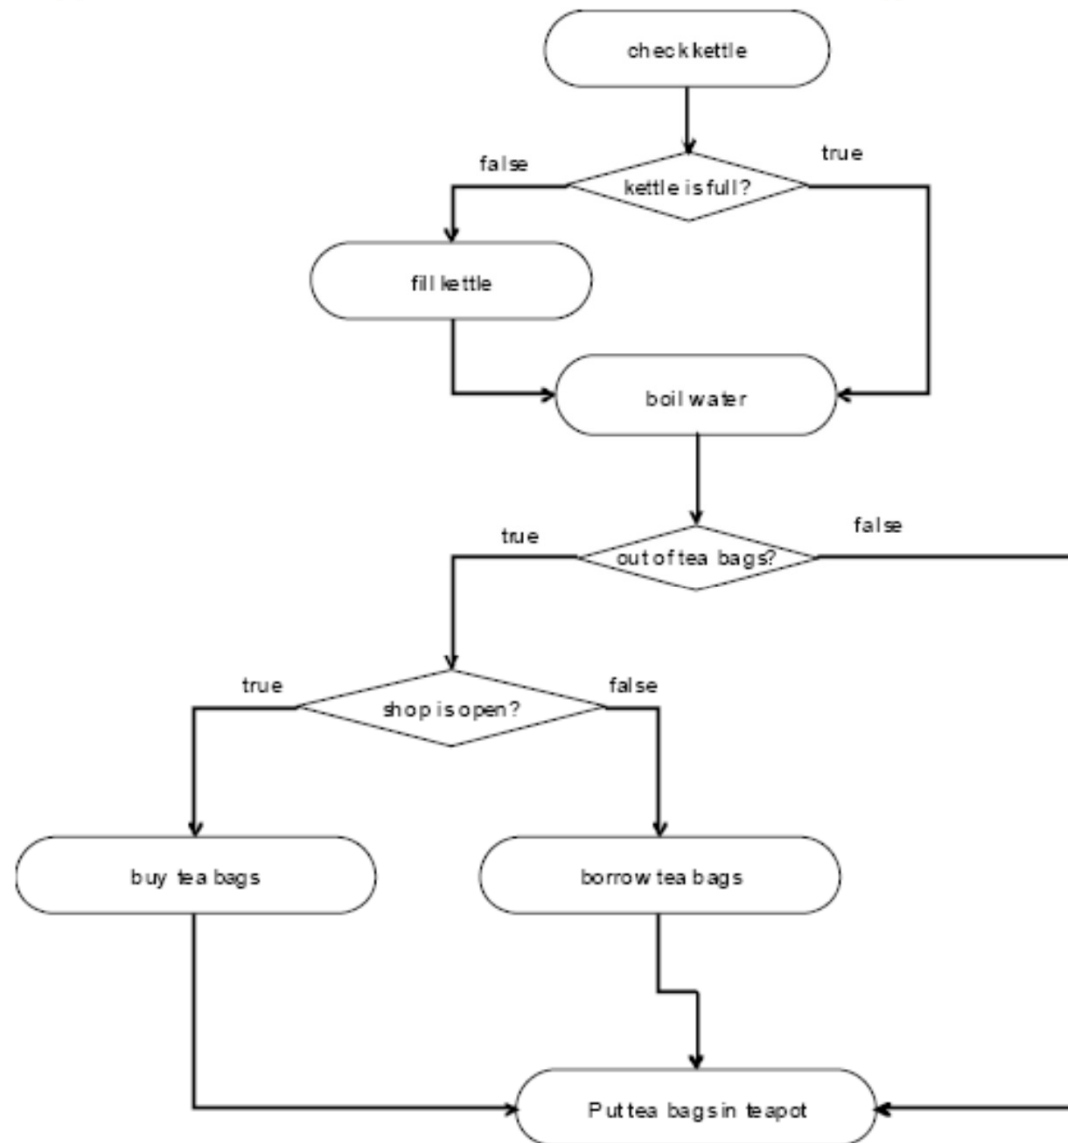 check kettle
false
true
kettle is full?
fill kettle
boil water
true
false
out of tea bags?
true
false
shop is open?
buy tea bags
borrow tea bags
Put tea bags in teapot